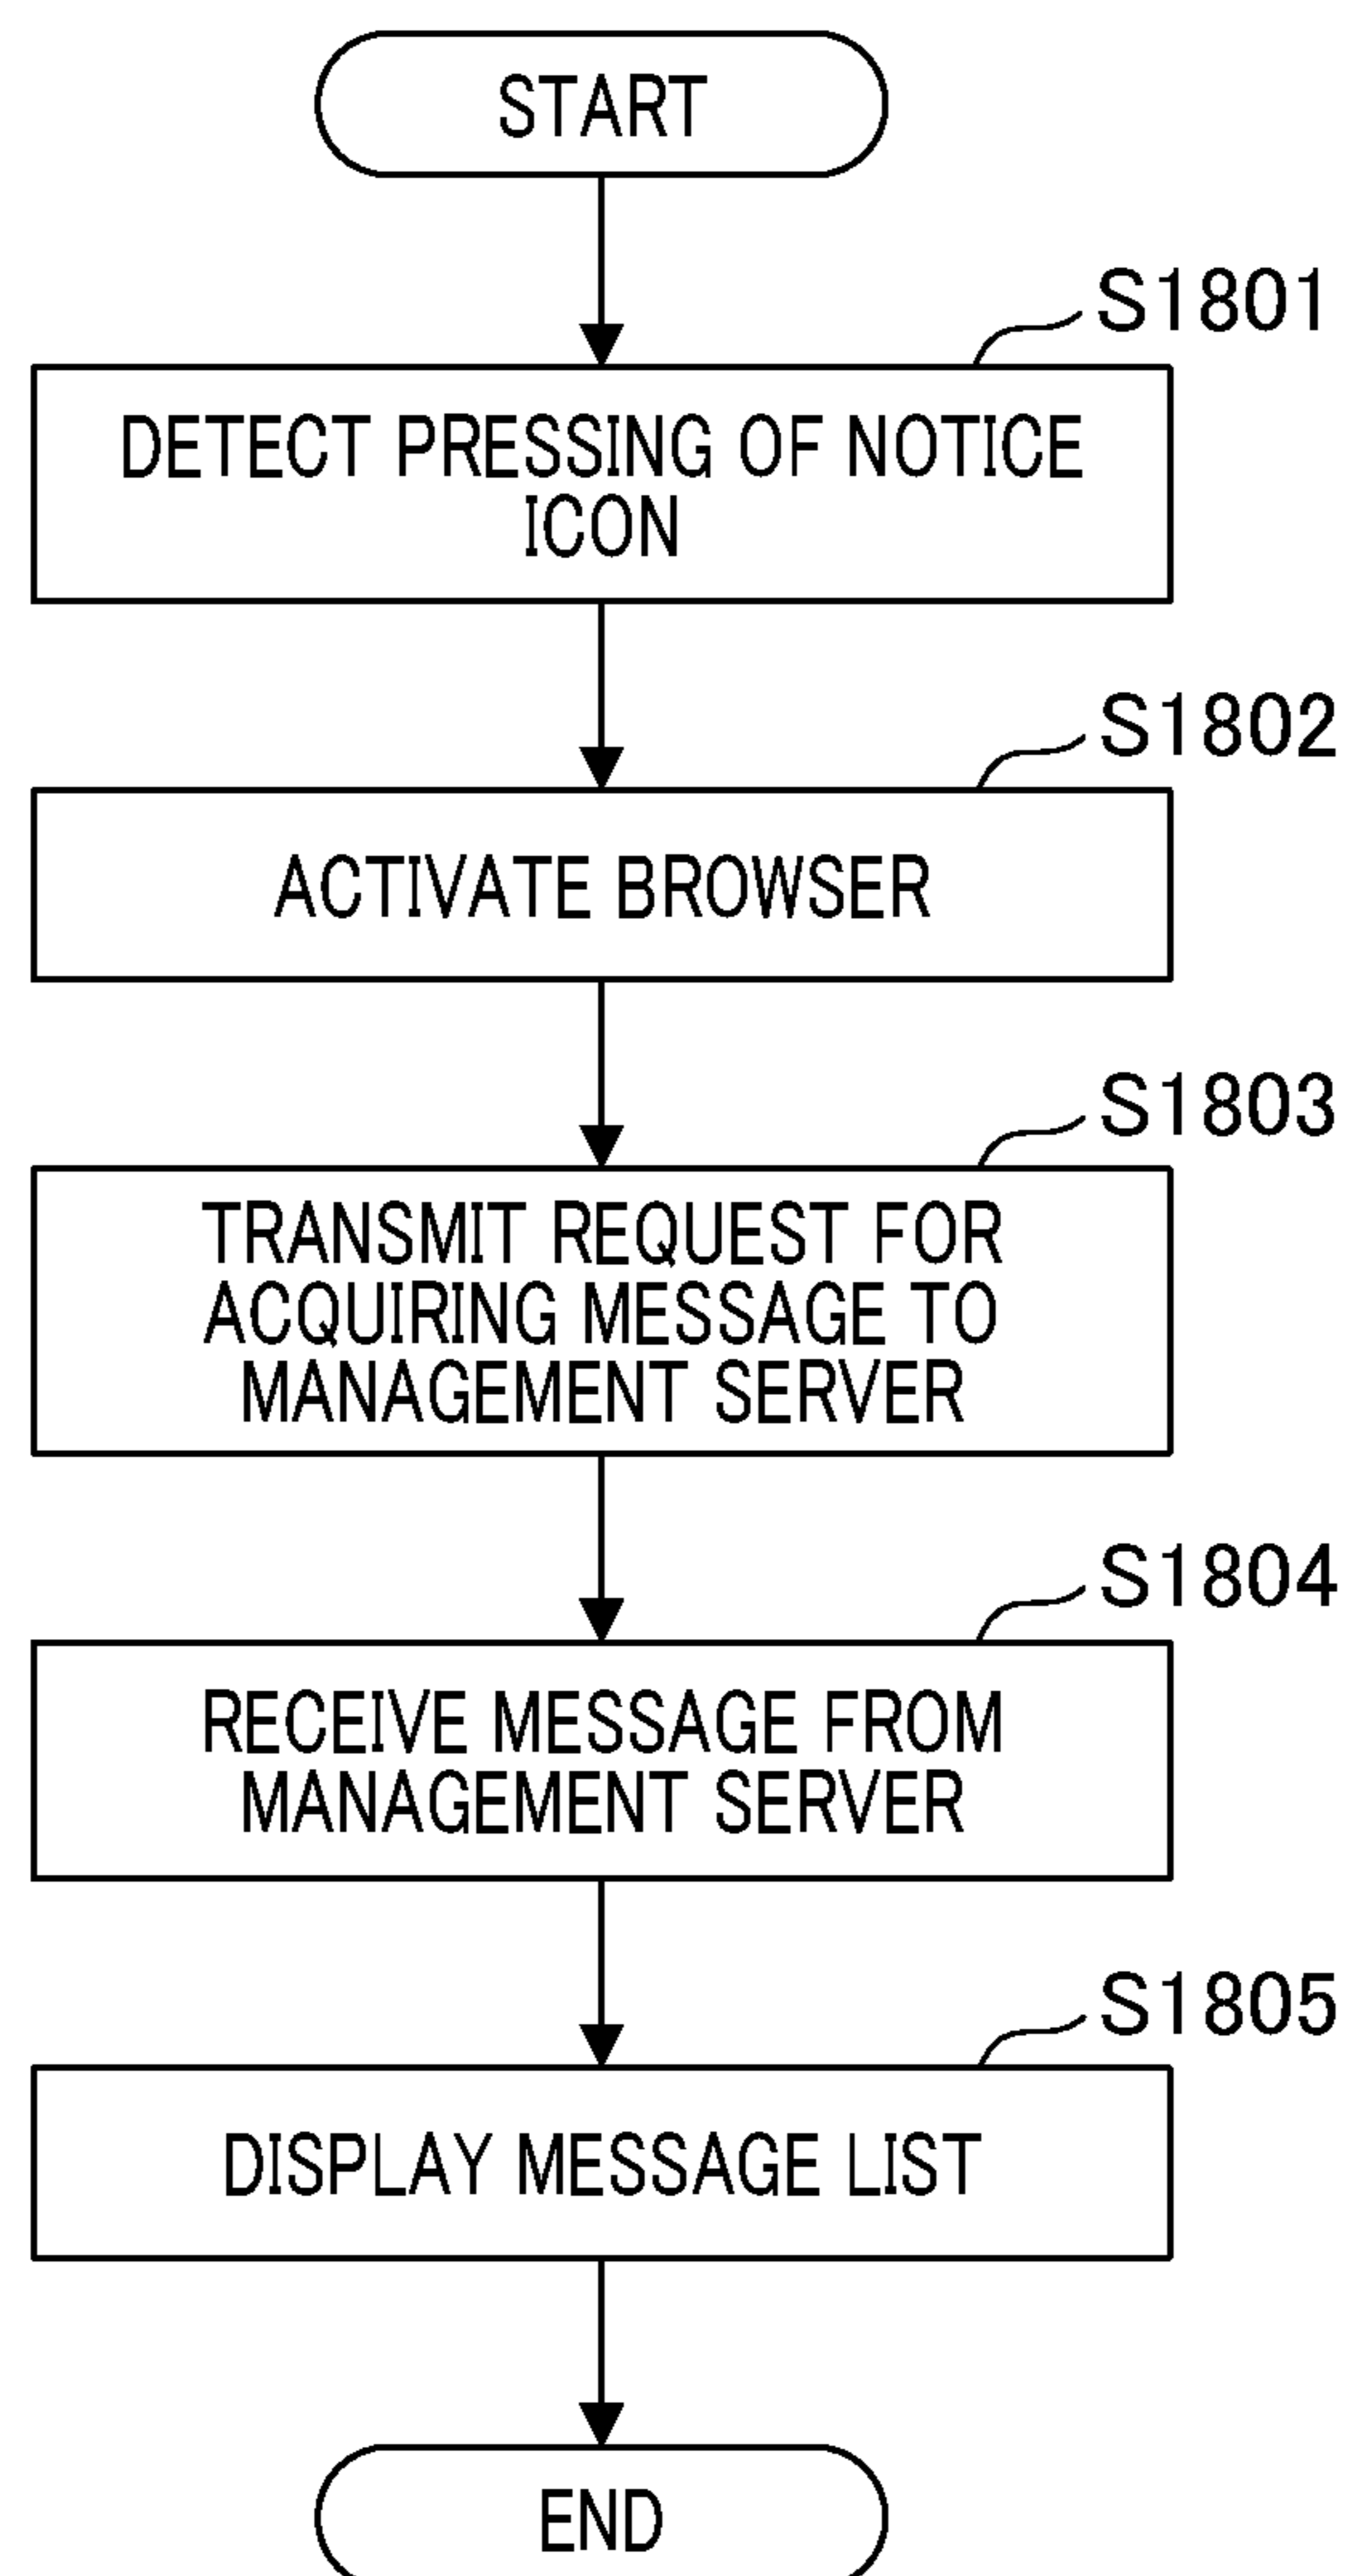 START
S1801
DETECT PRESSING OF NOTICE
ICON
S1802
ACTIVATE BROWSER
S1803
TRANSMIT REQUEST FOR
ACQUIRING MESSAGE TO
MANAGEMENT SERVER
S1804
RECEIVE MESSAGE FROM
MANAGEMENT SERVER
S1805
DISPLAY MESSAGE LIST
END